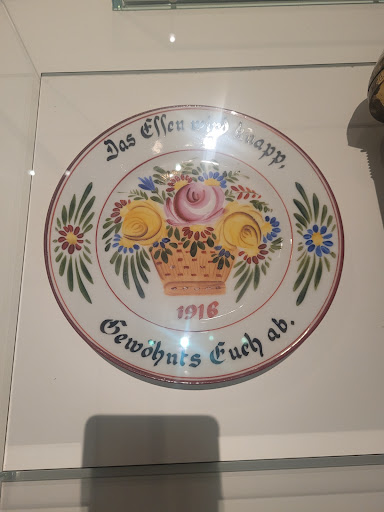 Das Essen wird knapp,
1916
Gewöhnts Euch ab.